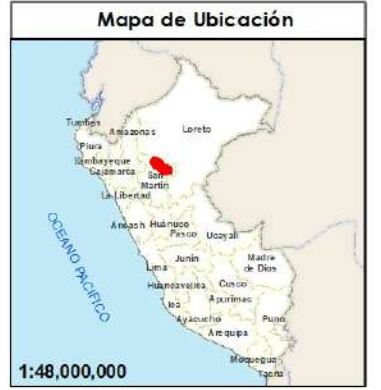 Mapa de Ubicación
Tumbes
Amazonas
Loreto
Piura
Lambayeque
Cajamarca
San
Martín
La Libertad
Ancash
Huánuco
Pasco
Ucayali
Junín
Lima
Madre
de Dios
Huancavelica
Cusco
Ica
Apurímac
Ayacucho
Puno
Arequipa
Moquegua
Tacna
OCEANO PACIFICO
1:48,000,000